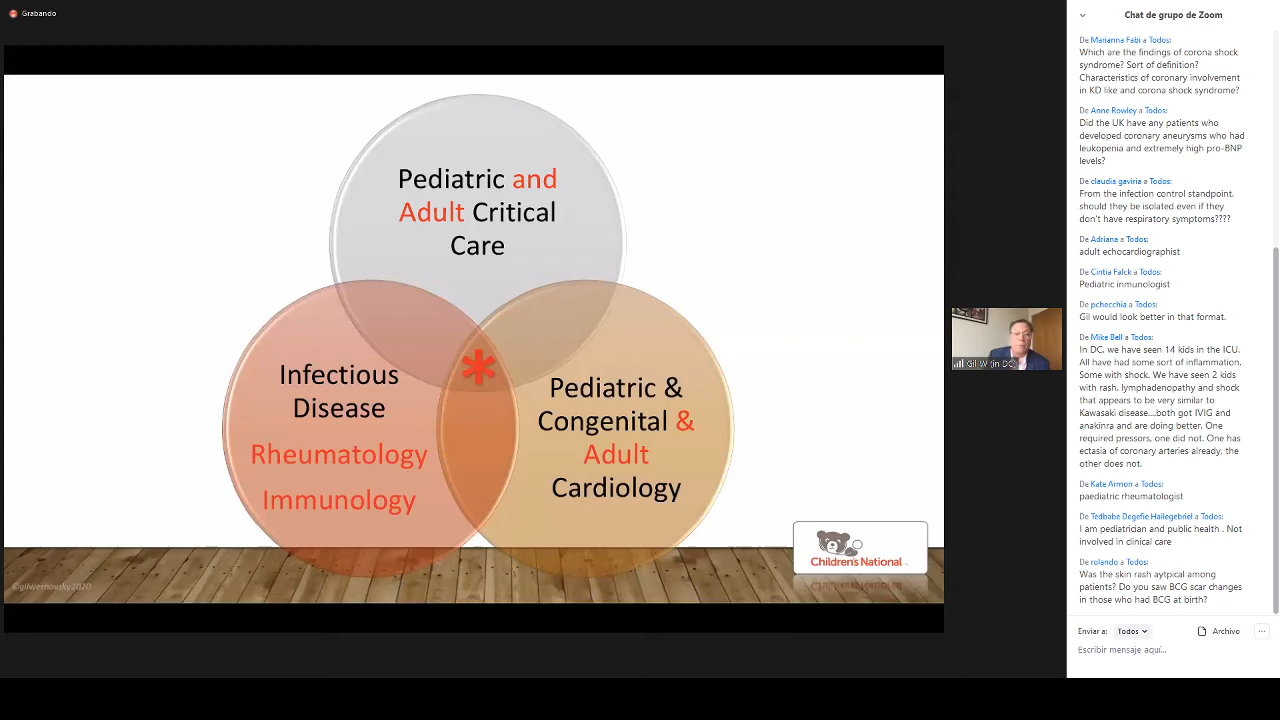 Grabando
Pediatric and
Adult Critical
Care
Infectious
Disease
Rheumatology
Immunology
Pediatric &
Congenital &
Adult
Cardiology
Children's National
©gilwernovsky2020
Gil W (in DC)
Chat de grupo de Zoom
De Marianna Fabi a Todos:
Which are the findings of corona shock
syndrome? Sort of definition?
Characteristics of coronary involvement
in KD like and corona shock syndrome?
De Anne Rowley a Todos:
Did the UK have any patients who
developed coronary aneurysms who had
leukopenia and extremely high pro-BNP
levels?
De claudia gaviria a Todos:
From the infection control standpoint,
should they be isolated even if they
don't have respiratory symptoms????
De Adriana a Todos:
adult echocardiographist
De Cintia Falck a Todos:
Pediatric inmunologist
De pchecchia a Todos:
Gil would look better in that format.
De Mike Bell a Todos:
In DC, we have seen 14 kids in the ICU.
All have had some sort of inflammation.
Some with shock. We have seen 2 kids
with rash, lymphadenopathy and shock
that appears to be very similar to
Kawasaki disease...both got IVIG and
anakinra and are doing better. One
required pressors, one did not. One has
ectasia of coronary arteries already, the
other does not.
De Kate Armon a Todos:
paediatric rheumatologist
De Tedbabe Degefie Hailegebriel a Todos:
I am pediatrician and public health . Not
involved in clinical care
De rolando a Todos:
Was the skin rash aytpical among
patients? Do you saw BCG scar changes
in those who had BCG at birth?
Enviar a: Todos
Archivo
Escribir mensaje aquí...